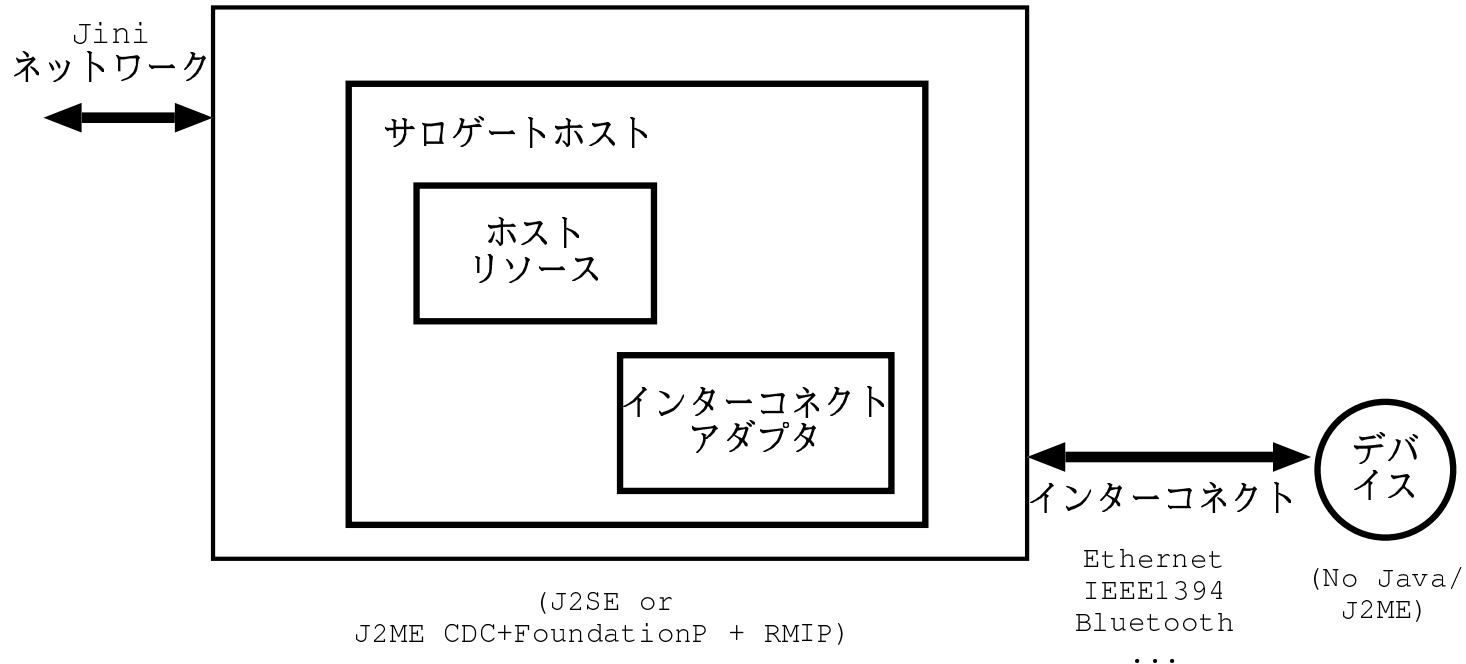 Jini
ネットワーク
サロゲートホスト
ホスト
リソース
インターコネクト
アダプタ
デバ
イス
インターコネクト
Ethernet
IEEE1394
Bluetooth
...
(No Java/
J2ME)
(J2SE or
J2ME CDC+FoundationP + RMIP)